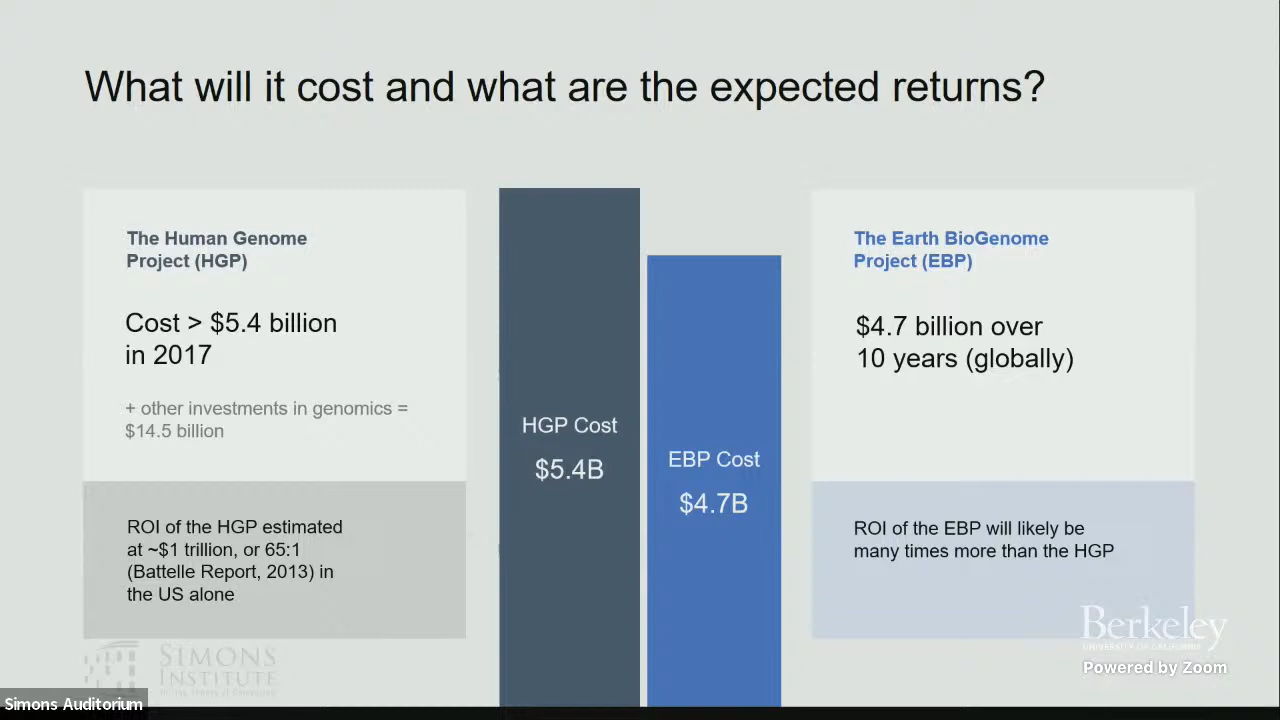 What will it cost and what are the expected returns?
The Human Genome
Project (HGP)
Cost > $5.4 billion
in 2017
+ other investments in genomics =
$14.5 billion
ROI of the HGP estimated
at ~$1 trillion, or 65:1
(Battelle Report, 2013) in
the US alone
HGP Cost
$5.4B
EBP Cost
$4.7B
The Earth BioGenome
Project (EBP)
$4.7 billion over
10 years (globally)
ROI of the EBP will likely be
many times more than the HGP
Berkeley
UNIVERSITY OF CALIFORNIA
Powered by Zoom
SIMONS
INSTITUTE
Simons Auditorium